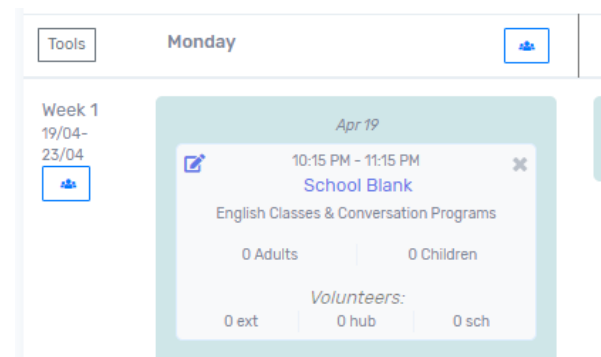 Tools
Monday
Week 1
19/04-
23/04
Apr 19
10:15 PM - 11:15 PM
School Blank
English Classes & Conversation Programs
0 Adults
0 Children
Volunteers:
0 ext
0 hub
0 sch